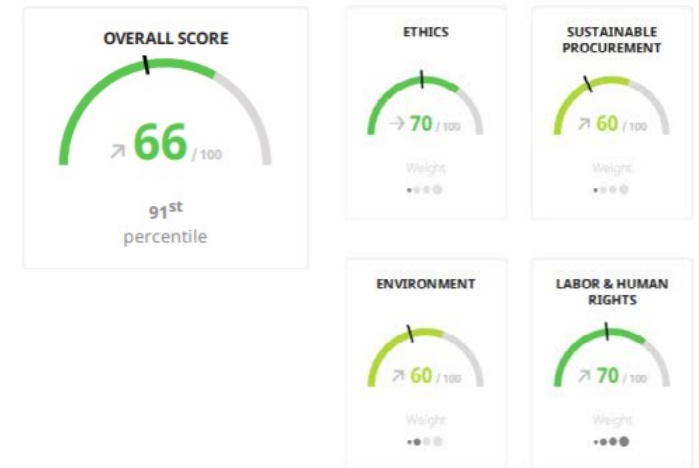 OVERALL SCORE
66 / 100
91st
percentile
ETHICS
70 / 100
Weight
SUSTAINABLE
PROCUREMENT
60 / 100
Weight
ENVIRONMENT
60 / 100
Weight
LABOR & HUMAN
RIGHTS
70 / 100
Weight